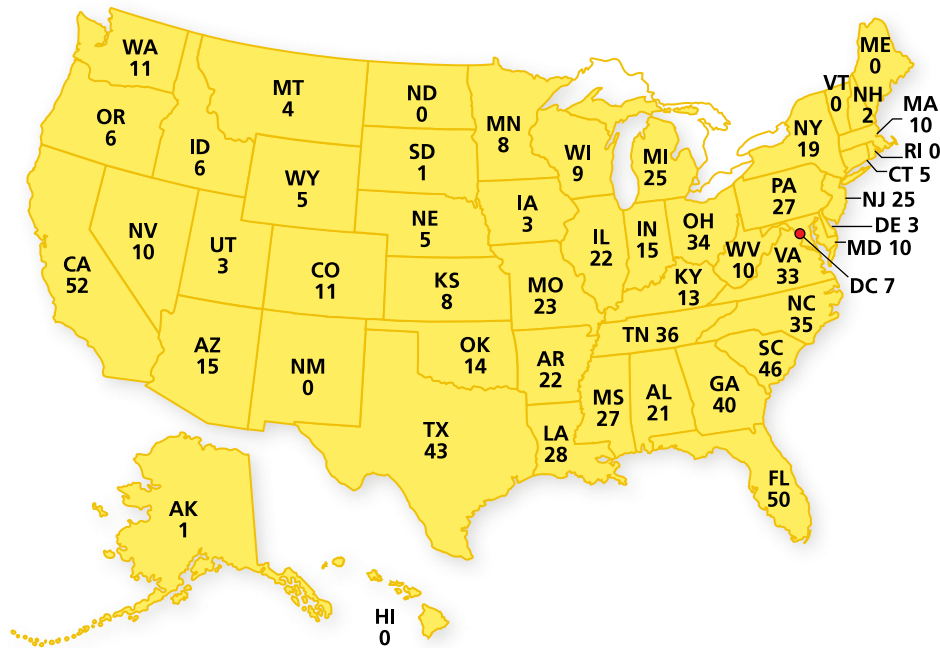 WA
11
OR
6
CA
52
NV
10
ID
6
MT
4
WY
5
UT
3
AZ
15
CO
11
NM
0
ND
0
SD
1
NE
5
KS
8
OK
14
TX
43
MN
8
IA
3
MO
23
AR
22
LA
28
WI
9
IL
22
MI
25
IN
15
OH
34
KY
13
TN 36
MS
27
AL
21
GA
40
FL
50
SC
46
NC
35
VA
33
WV
10
PA
27
NY
19
VT
0
NH
2
ME
0
MA
10
RI 0
CT 5
NJ 25
DE 3
MD 10
DC 7
AK
1
HI
0